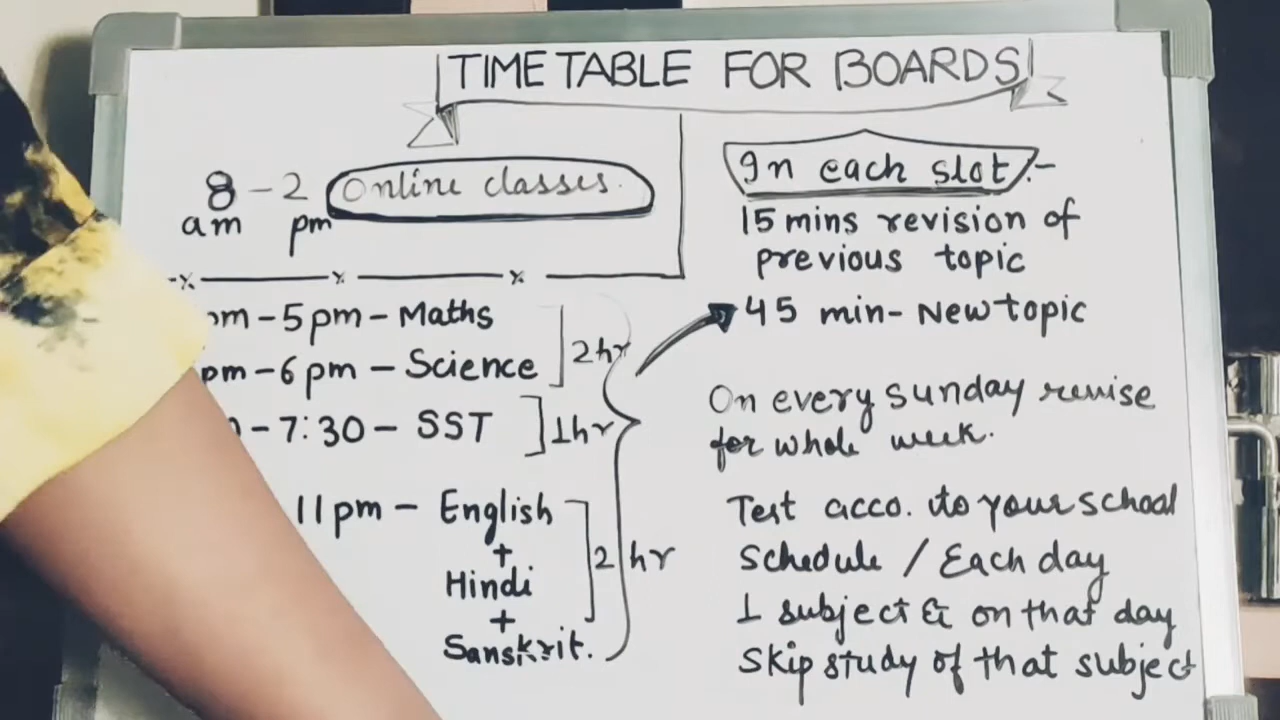 TIME TABLE FOR BOARDS
8 am - 2 pm Online classes.
pm - 5pm - Maths
pm - 6pm - Science ] 2hr
- 7:30 - SST ] 1hr
11pm - English
+
Hindi ] 2 hr
+
Sanskrit.
In each slot :-
15 mins revision of
previous topic
45 min - New topic
On every sunday revise
for whole week.
Test acco. to your school
schedule / Each day
1 subject & on that day
skip study of that subject